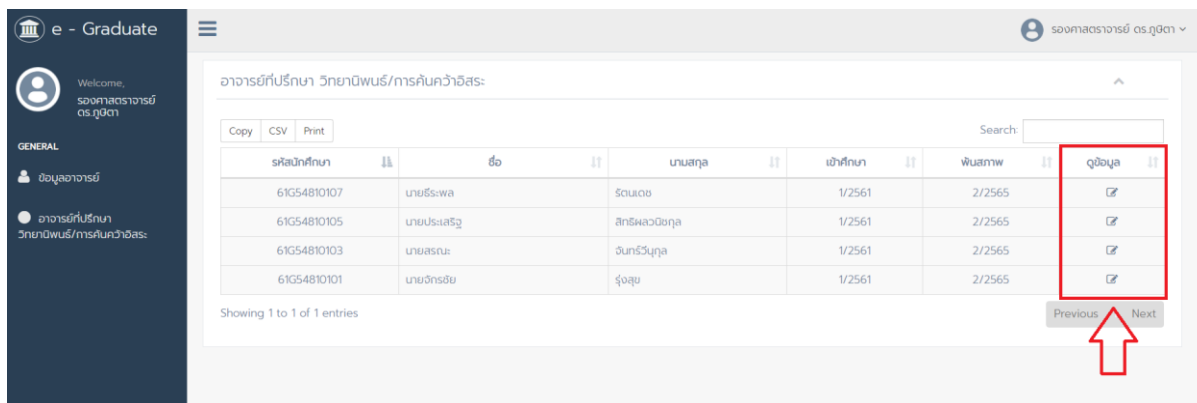 e - Graduate
รองศาสตราจารย์ ดร.ภูษิตา
Welcome,
รองศาสตราจารย์
ดร.ภูษิตา
GENERAL
ข้อมูลอาจารย์
อาจารย์ที่ปรึกษา
วิทยานิพนธ์/การค้นคว้าอิสระ
อาจารย์ที่ปรึกษา วิทยานิพนธ์/การค้นคว้าอิสระ
Copy CSV Print Search:
รหัสนักศึกษา ชื่อ นามสกุล เข้าศึกษา พ้นสภาพ ดูข้อมูล
61G54810107 นายธีระพล รัตนเดช 1/2561 2/2565
61G54810105 นายประเสริฐ สิทธิผลวนิชกุล 1/2561 2/2565
61G54810103 นายสรณะ จันทร์วีนุกูล 1/2561 2/2565
61G54810101 นายจักรชัย รุ่งสุข 1/2561 2/2565
Showing 1 to 1 of 1 entries
Previous Next